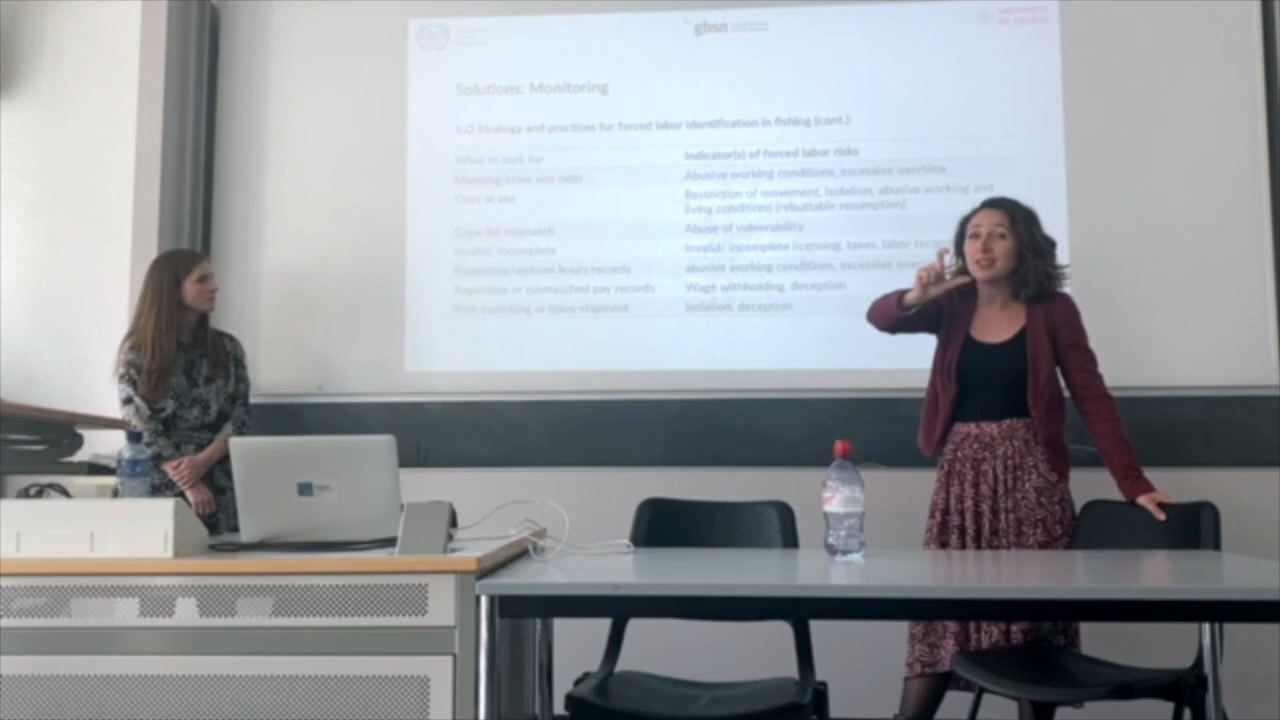 gbsn
UNIVERSITÉ
DE GENÈVE
Solutions: Monitoring
ILO Strategy and practices for forced labor identification in fishing (cont.)
What to look for Indicator(s) of forced labor risks
Manning/crew size ratio Abusive working conditions, excessive overtime
Days at sea Restriction of movement, isolation, abusive working and
living conditions (rebuttable resumption)
Crew-list mismatch Abuse of vulnerability
Invalid/ incomplete Invalid/ incomplete licensing, taxes, labor
Repetitive/uniform hours records abusive working conditions, excessive
Repetitive or mismatched pay records Wage withholding, deception
Port-switching or trans-shipment Isolation, deception